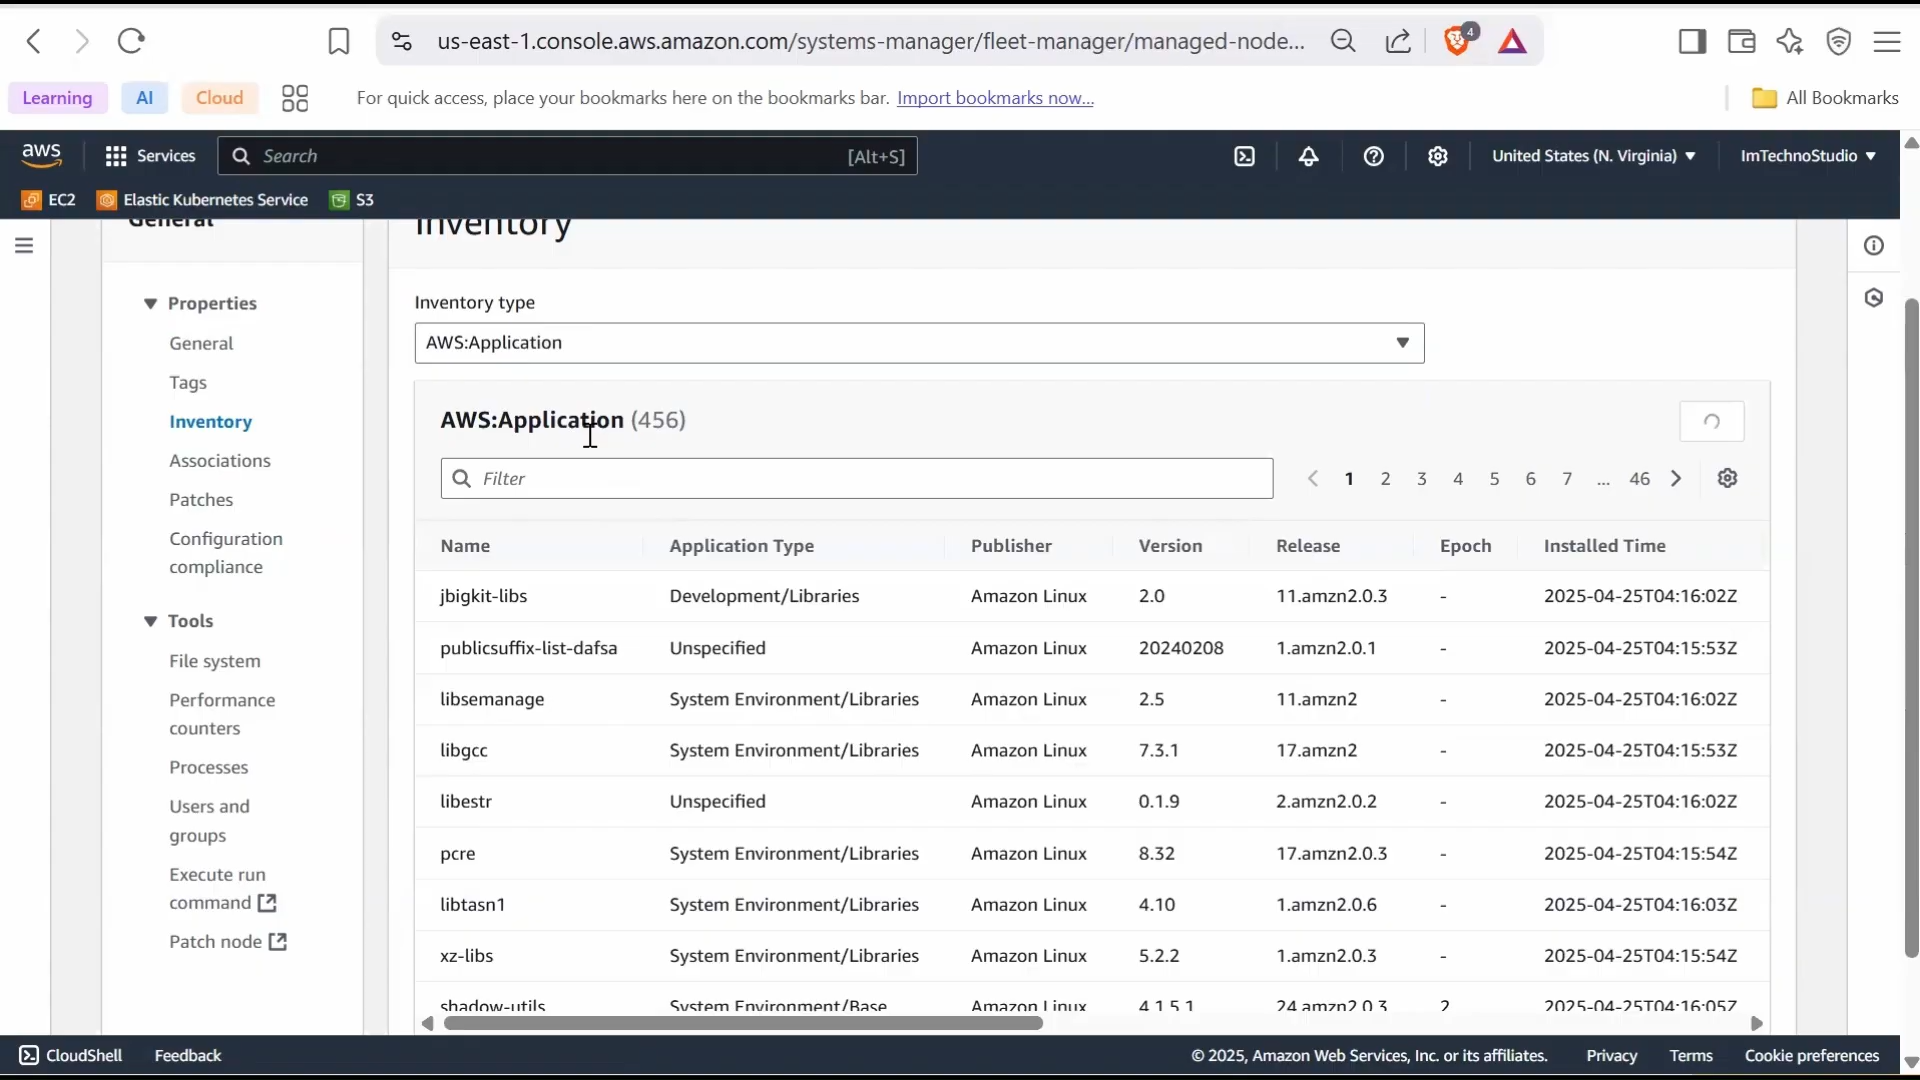 us-east-1.console.aws.amazon.com/systems-manager/fleet-manager/managed-node...
4
Learning
AI
Cloud
For quick access, place your bookmarks here on the bookmarks bar. Import bookmarks now...
All Bookmarks
aws
Services
Search
[Alt+S]
United States (N. Virginia)
ImTechnoStudio
EC2
Elastic Kubernetes Service
S3
General
Properties
General
Tags
Inventory
Associations
Patches
Configuration
compliance
Tools
File system
Performance
counters
Processes
Users and
groups
Execute run
command
Patch node
Inventory
Inventory type
AWS:Application
AWS:Application (456)
Filter
1 2 3 4 5 6 7 ... 46
Name Application Type Publisher Version Release Epoch Installed Time
jbigkit-libs Development/Libraries Amazon Linux 2.0 11.amzn2.0.3 - 2025-04-25T04:16:02Z
publicsuffix-list-dafsa Unspecified Amazon Linux 20240208 1.amzn2.0.1 - 2025-04-25T04:15:53Z
libsemanage System Environment/Libraries Amazon Linux 2.5 11.amzn2 - 2025-04-25T04:16:02Z
libgcc System Environment/Libraries Amazon Linux 7.3.1 17.amzn2 - 2025-04-25T04:15:53Z
libestr Unspecified Amazon Linux 0.1.9 2.amzn2.0.2 - 2025-04-25T04:16:02Z
pcre System Environment/Libraries Amazon Linux 8.32 17.amzn2.0.3 - 2025-04-25T04:15:54Z
libtasn1 System Environment/Libraries Amazon Linux 4.10 1.amzn2.0.6 - 2025-04-25T04:16:03Z
xz-libs System Environment/Libraries Amazon Linux 5.2.2 1.amzn2.0.3 - 2025-04-25T04:15:54Z
shadow-utils System Environment/Base Amazon Linux 4.1.5.1 24.amzn2.0.3 2 2025-04-25T04:16:05Z
CloudShell
Feedback
© 2025, Amazon Web Services, Inc. or its affiliates.
Privacy
Terms
Cookie preferences